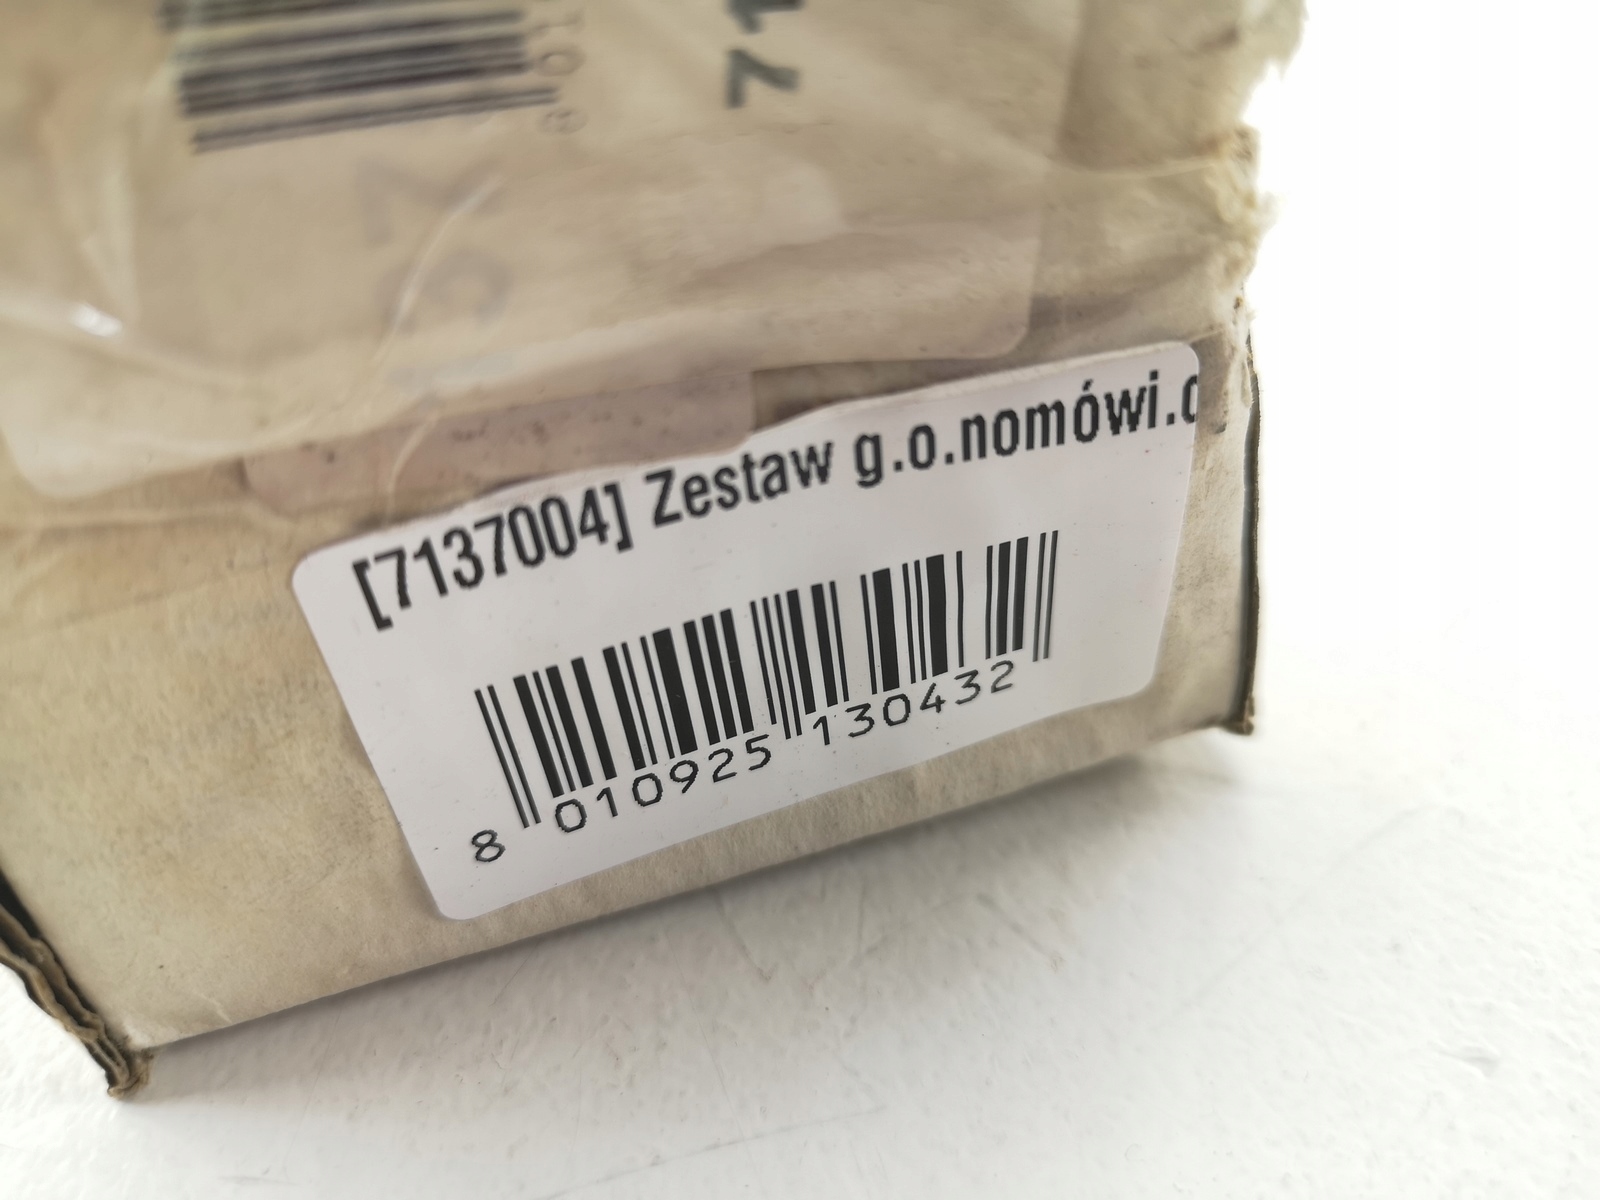 [7137004] Zestaw g.o.nomówi.
8 010925 130432